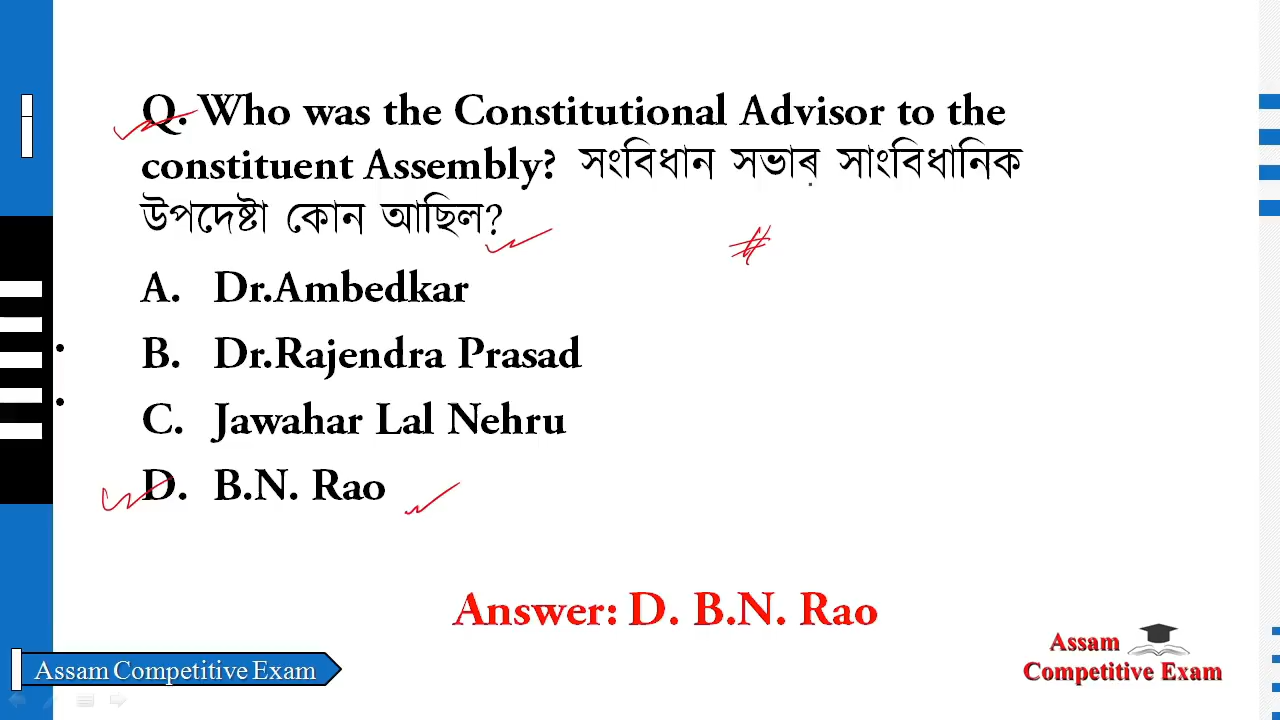 Q. Who was the Constitutional Advisor to the
constituent Assembly? সংবিধান সভাৰ সাংবিধানিক
উপদেষ্টা কোন আছিল?
A. Dr.Ambedkar
B. Dr.Rajendra Prasad
C. Jawahar Lal Nehru
D. B.N. Rao
Answer: D. B.N. Rao
Assam Competitive Exam
Assam
Competitive Exam